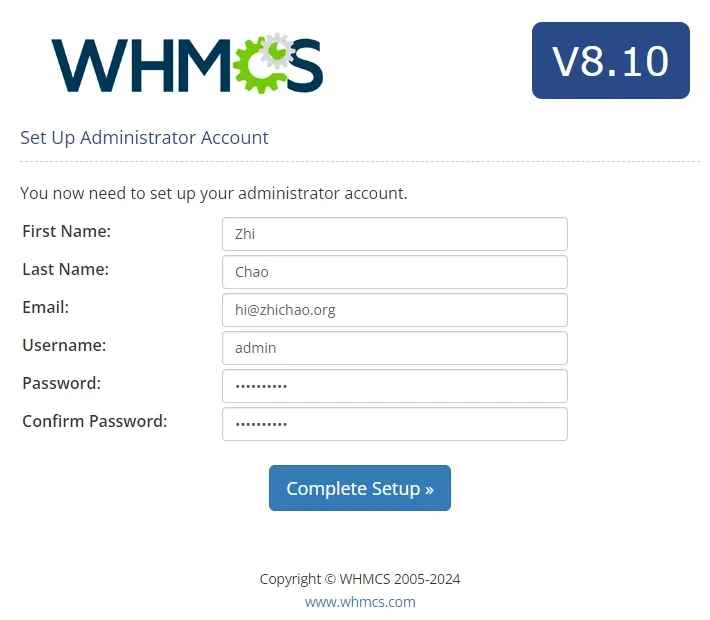 WHMCS
V8.10
Set Up Administrator Account
You now need to set up your administrator account.
First Name: Zhi
Last Name: Chao
Email: hi@zhichao.org
Username: admin
Password: ••••••••••
Confirm Password: ••••••••••
Complete Setup »
Copyright © WHMCS 2005-2024
www.whmcs.com